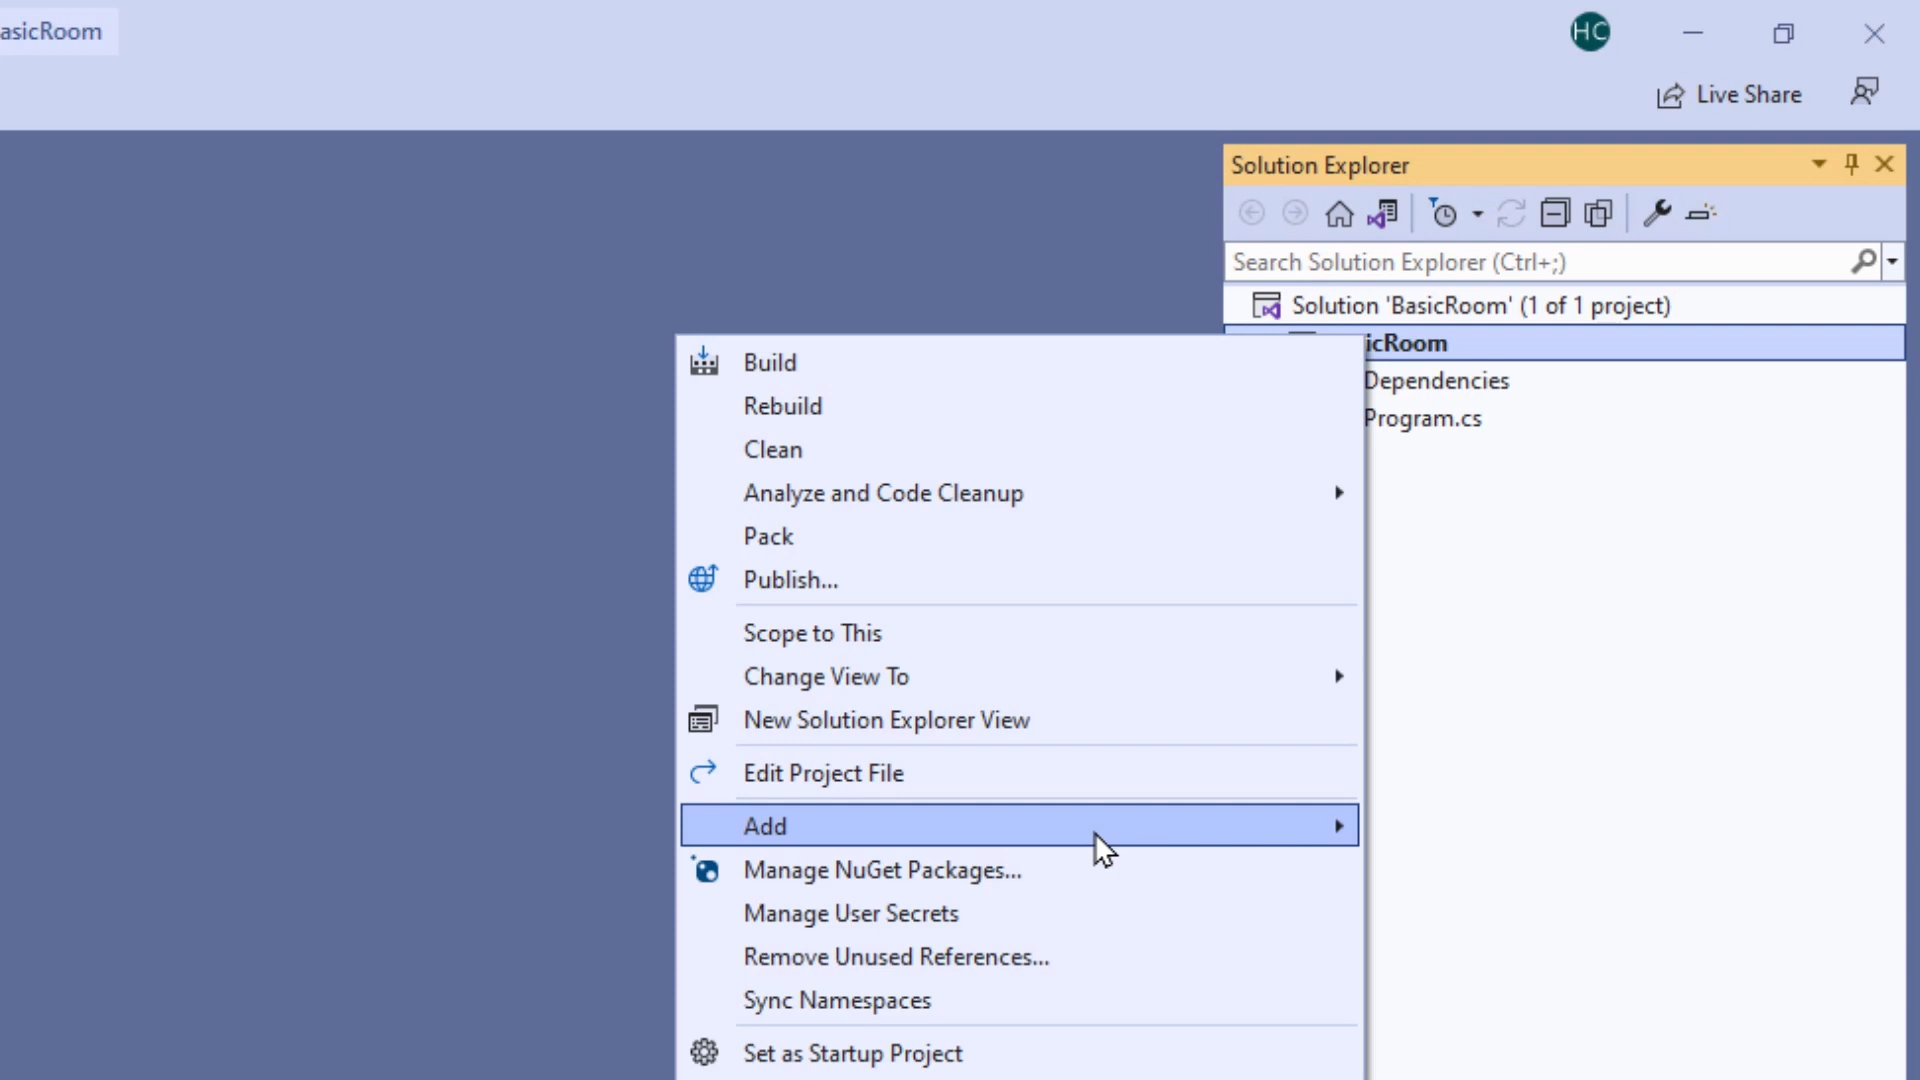 asicRoom
HC
Live Share
Solution Explorer
Search Solution Explorer (Ctrl+;)
Solution 'BasicRoom' (1 of 1 project)
icRoom
Dependencies
Program.cs
Build
Rebuild
Clean
Analyze and Code Cleanup
Pack
Publish...
Scope to This
Change View To
New Solution Explorer View
Edit Project File
Add
Manage NuGet Packages...
Manage User Secrets
Remove Unused References...
Sync Namespaces
Set as Startup Project